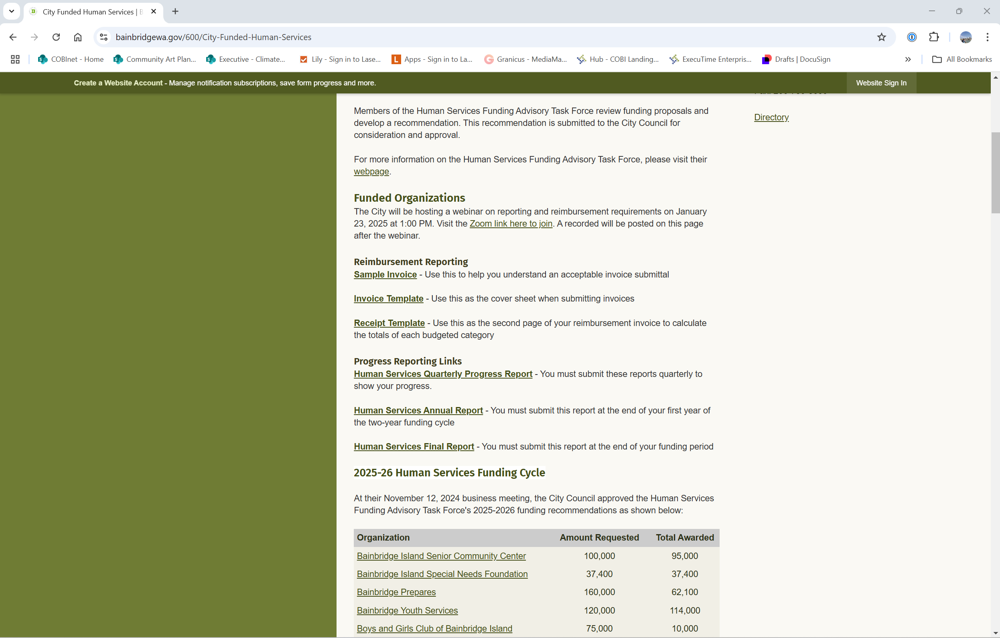 City Funded Human Services |
bainbridgewa.gov/600/City-Funded-Human-Services
COBInet - Home
Community Art Plan...
Executive - Climate...
Lily - Sign in to Lase...
Apps - Sign in to La...
Granicus - MediaMa...
Hub - COBI Landing...
ExecuTime Enterpris...
Drafts | DocuSign
All Bookmarks
Create a Website Account - Manage notification subscriptions, save form progress and more.
Website Sign In
Directory
Members of the Human Services Funding Advisory Task Force review funding proposals and
develop a recommendation. This recommendation is submitted to the City Council for
consideration and approval.
For more information on the Human Services Funding Advisory Task Force, please visit their
webpage.
Funded Organizations
The City will be hosting a webinar on reporting and reimbursement requirements on January
23, 2025 at 1:00 PM. Visit the Zoom link here to join. A recorded will be posted on this page
after the webinar.
Reimbursement Reporting
Sample Invoice - Use this to help you understand an acceptable invoice submittal
Invoice Template - Use this as the cover sheet when submitting invoices
Receipt Template - Use this as the second page of your reimbursement invoice to calculate
the totals of each budgeted category
Progress Reporting Links
Human Services Quarterly Progress Report - You must submit these reports quarterly to
show your progress.
Human Services Annual Report - You must submit this report at the end of your first year of
the two-year funding cycle
Human Services Final Report - You must submit this report at the end of your funding period
2025-26 Human Services Funding Cycle
At their November 12, 2024 business meeting, the City Council approved the Human Services
Funding Advisory Task Force's 2025-2026 funding recommendations as shown below:
Organization Amount Requested Total Awarded
Bainbridge Island Senior Community Center 100,000 95,000
Bainbridge Island Special Needs Foundation 37,400 37,400
Bainbridge Prepares 160,000 62,100
Bainbridge Youth Services 120,000 114,000
Boys and Girls Club of Bainbridge Island 75,000 10,000